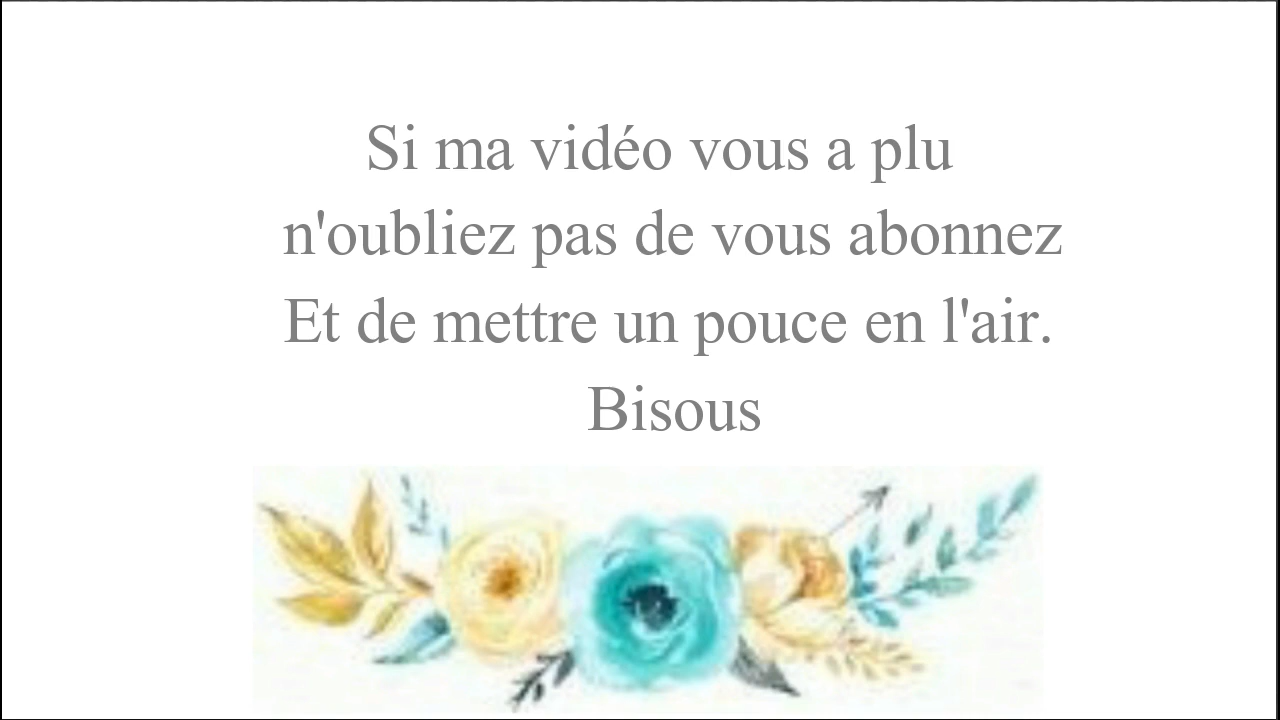 Si ma vidéo vous a plu
n'oubliez pas de vous abonnez
Et de mettre un pouce en l'air.
Bisous